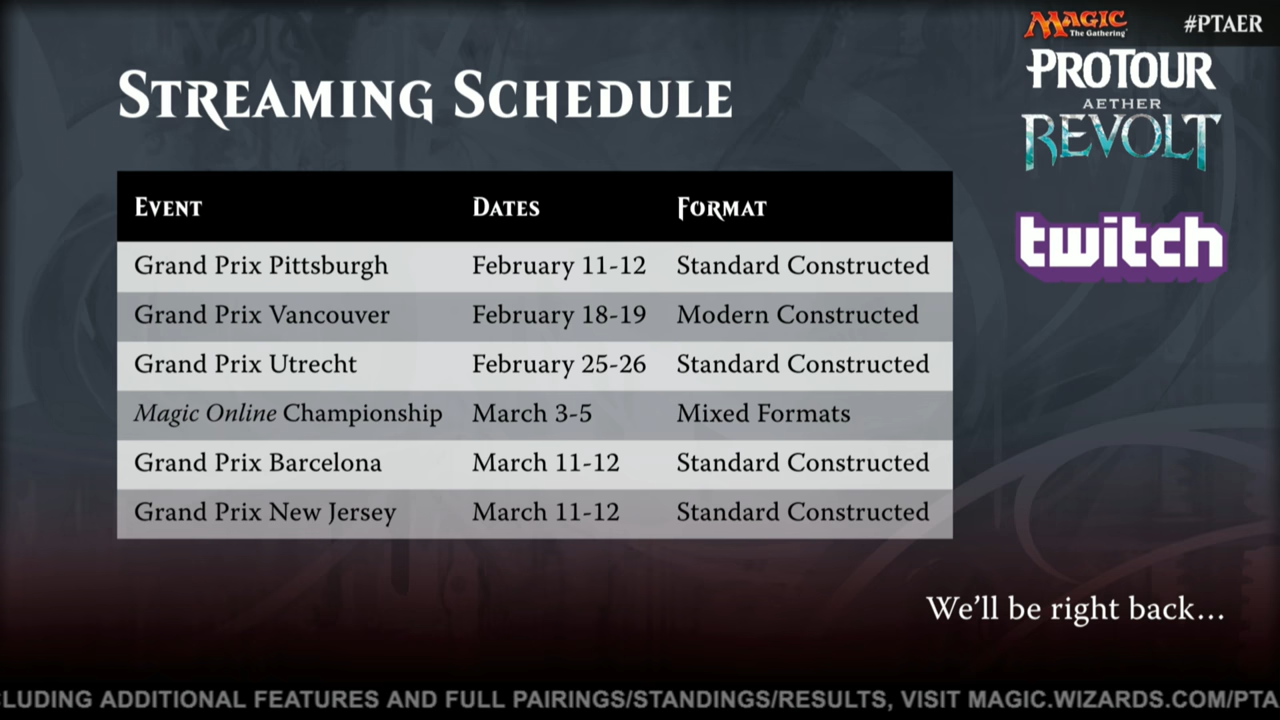 MAGIC
The Gathering
#PTAER
PRO TOUR
AETHER
REVOLT
twitch
STREAMING SCHEDULE
EVENT DATES FORMAT
Grand Prix Pittsburgh February 11-12 Standard Constructed
Grand Prix Vancouver February 18-19 Modern Constructed
Grand Prix Utrecht February 25-26 Standard Constructed
Magic Online Championship March 3-5 Mixed Formats
Grand Prix Barcelona March 11-12 Standard Constructed
Grand Prix New Jersey March 11-12 Standard Constructed
We’ll be right back...
CLUDING ADDITIONAL FEATURES AND FULL PAIRINGS/STANDINGS/RESULTS, VISIT MAGIC.WIZARDS.COM/PTA